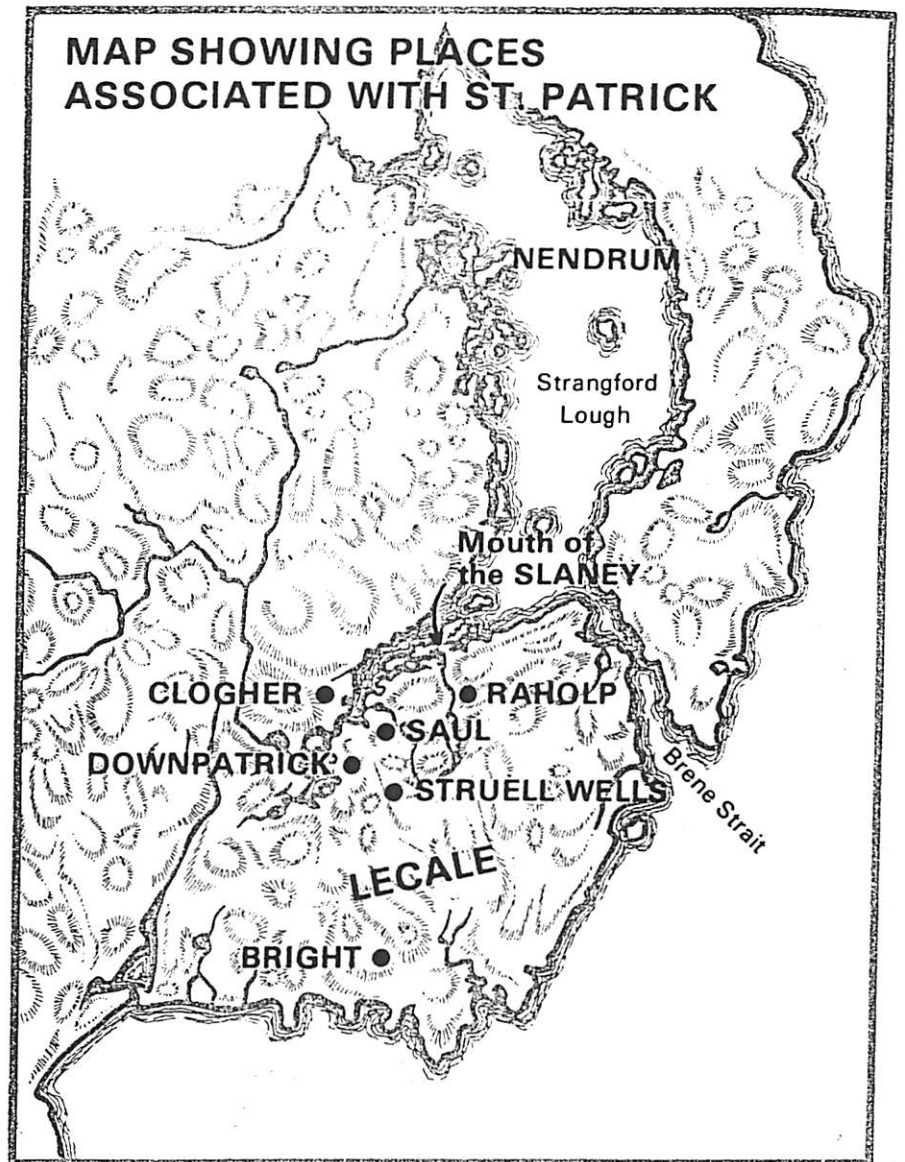 MAP SHOWING PLACES
ASSOCIATED WITH ST. PATRICK
NENDRUM
Strangford
Lough
Mouth of
the SLANEY
CLOGHER
RAHOLP
SAUL
DOWNPATRICK
STRUELL WELLS
Brene Strait
LECALE
BRIGHT